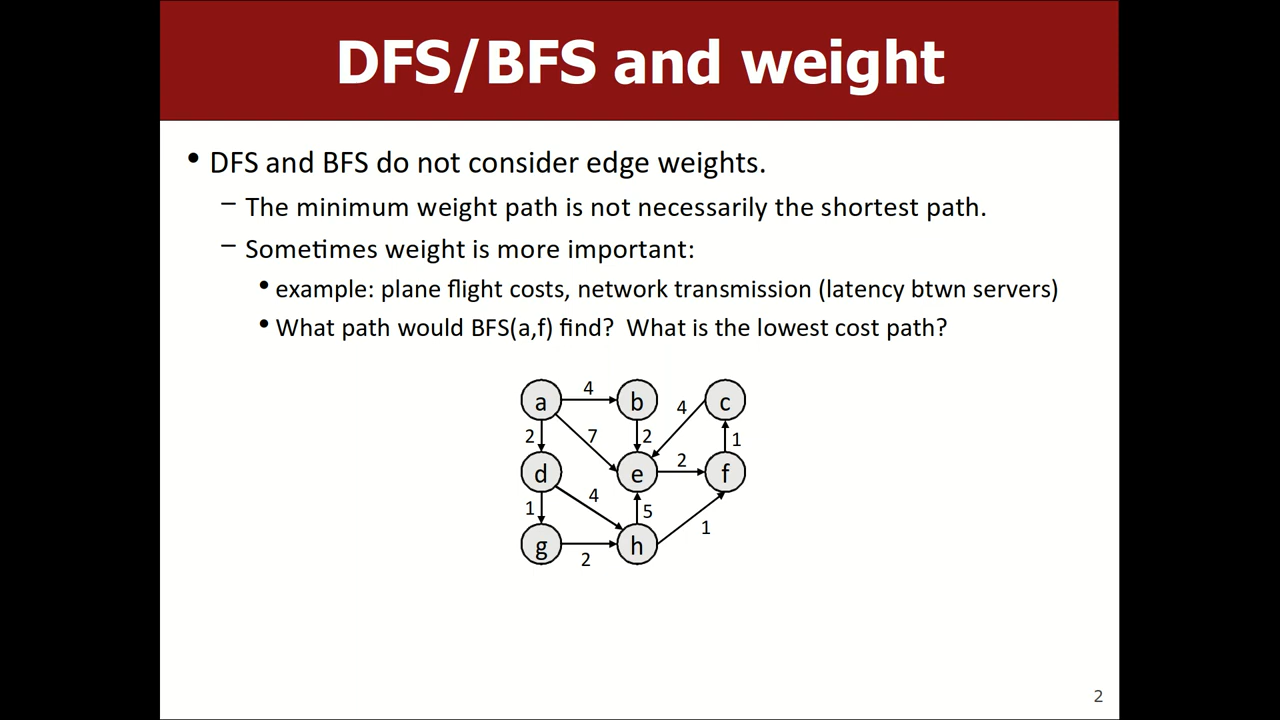 DFS/BFS and weight
• DFS and BFS do not consider edge weights.
– The minimum weight path is not necessarily the shortest path.
– Sometimes weight is more important:
• example: plane flight costs, network transmission (latency btwn servers)
• What path would BFS(a,f) find? What is the lowest cost path?
4
a b c
4
2 7 2 1
2
d e f
4
1 5
1
g h
2
2